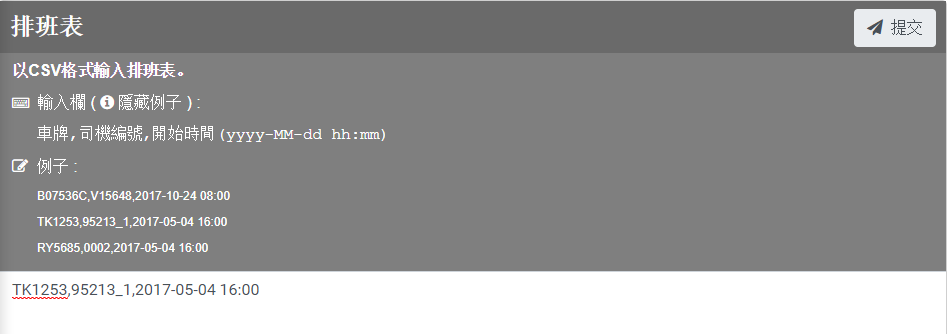 排班表
提交
以CSV格式輸入排班表。
輸入欄 ( 隱藏例子 ) :
車牌,司機編號,開始時間(yyyy-MM-dd hh:mm)
例子 :
B07536C,V15648,2017-10-24 08:00
TK1253,95213_1,2017-05-04 16:00
RY5685,0002,2017-05-04 16:00
TK1253,95213_1,2017-05-04 16:00